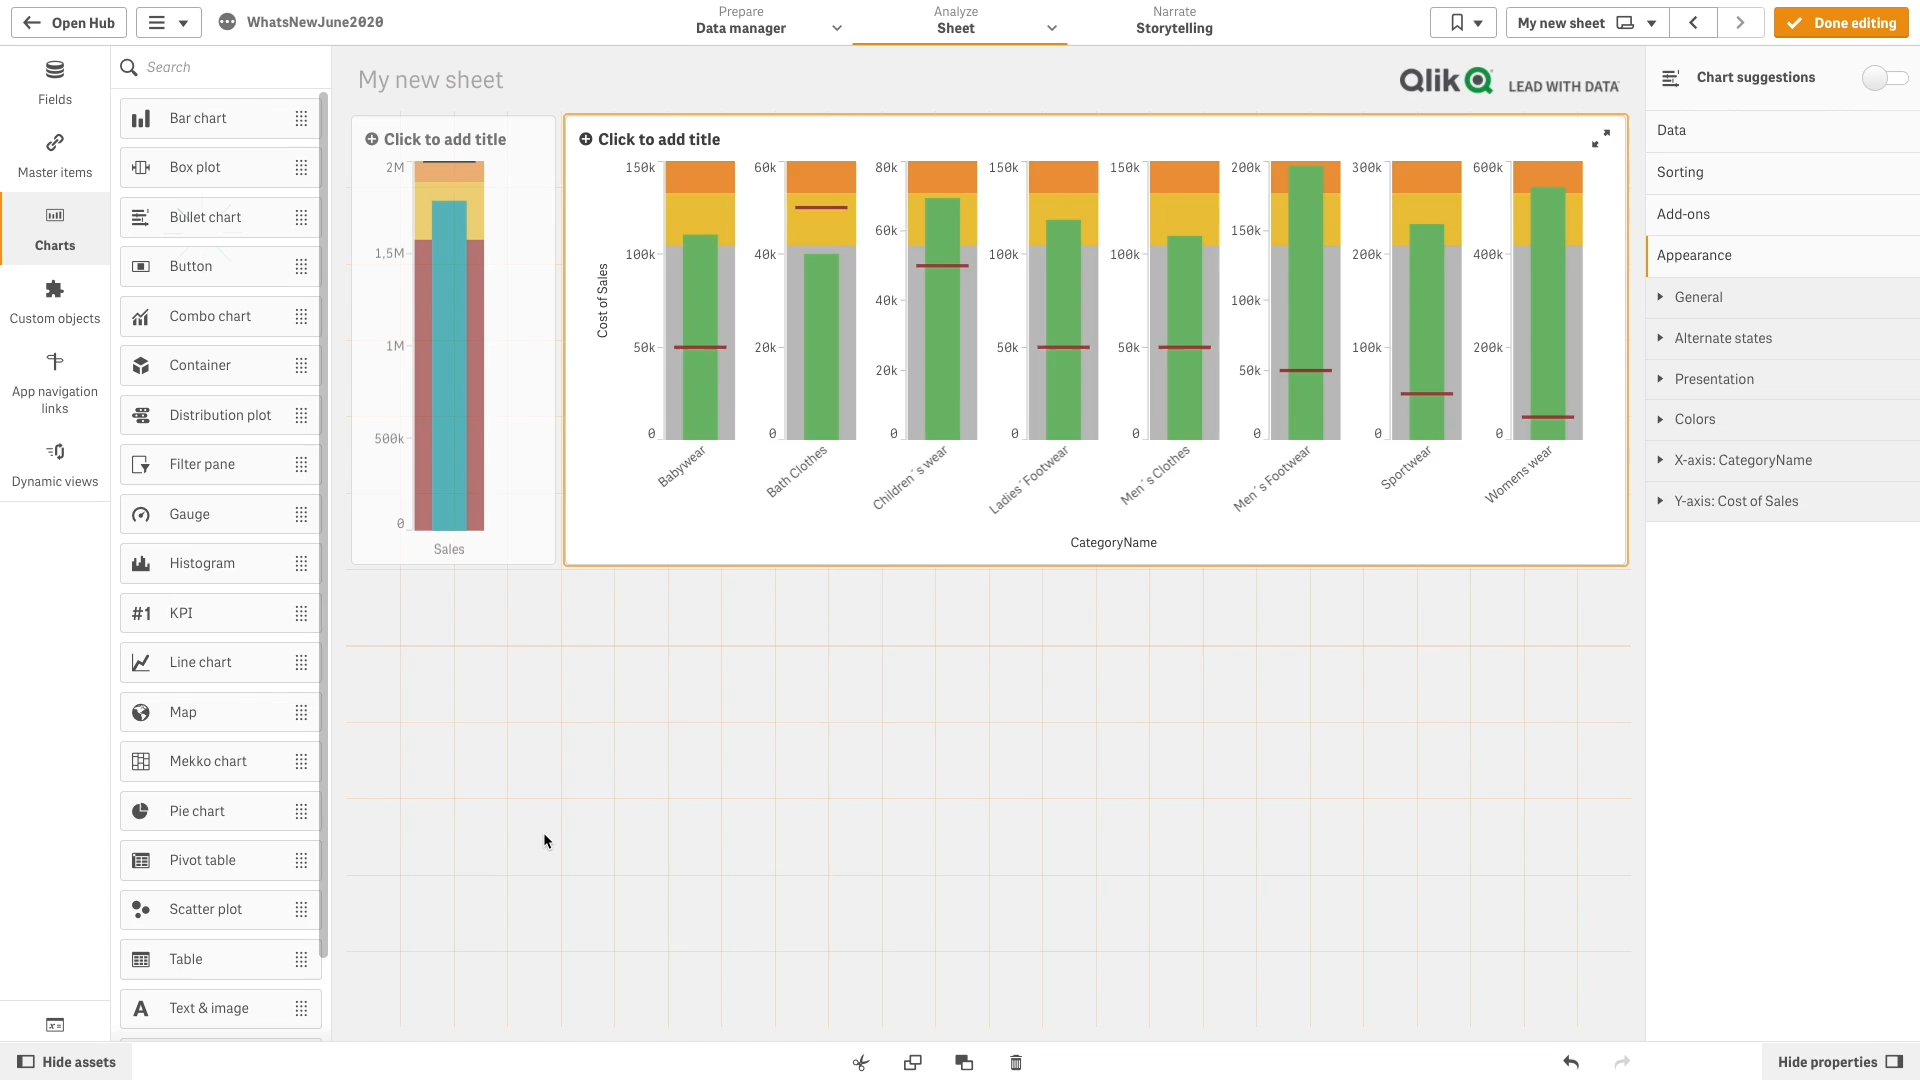 Open Hub
WhatsNewJune2020
Prepare
Data manager
Analyze
Sheet
Narrate
Storytelling
My new sheet
Done editing
Fields
Master items
Charts
Custom objects
App navigation
links
Dynamic views
Search
Bar chart
Box plot
Bullet chart
Button
Combo chart
Container
Distribution plot
Filter pane
Gauge
Histogram
#1 KPI
Line chart
Map
Mekko chart
Pie chart
Pivot table
Scatter plot
Table
A Text & image
My new sheet
Qlik LEAD WITH DATA
Click to add title
2M
1,5M
1M
500k
0
Sales
Click to add title
Cost of Sales
150k
100k
50k
0
60k
40k
20k
0
80k
60k
40k
20k
0
150k
100k
50k
0
150k
100k
50k
0
200k
150k
100k
50k
0
300k
200k
100k
0
600k
400k
200k
0
Babywear
Bath Clothes
Children´s wear
Ladies´Footwear
Men´s Clothes
Men´s Footwear
Sportwear
Womens wear
CategoryName
Chart suggestions
Data
Sorting
Add-ons
Appearance
General
Alternate states
Presentation
Colors
X-axis: CategoryName
Y-axis: Cost of Sales
Hide assets
Hide properties